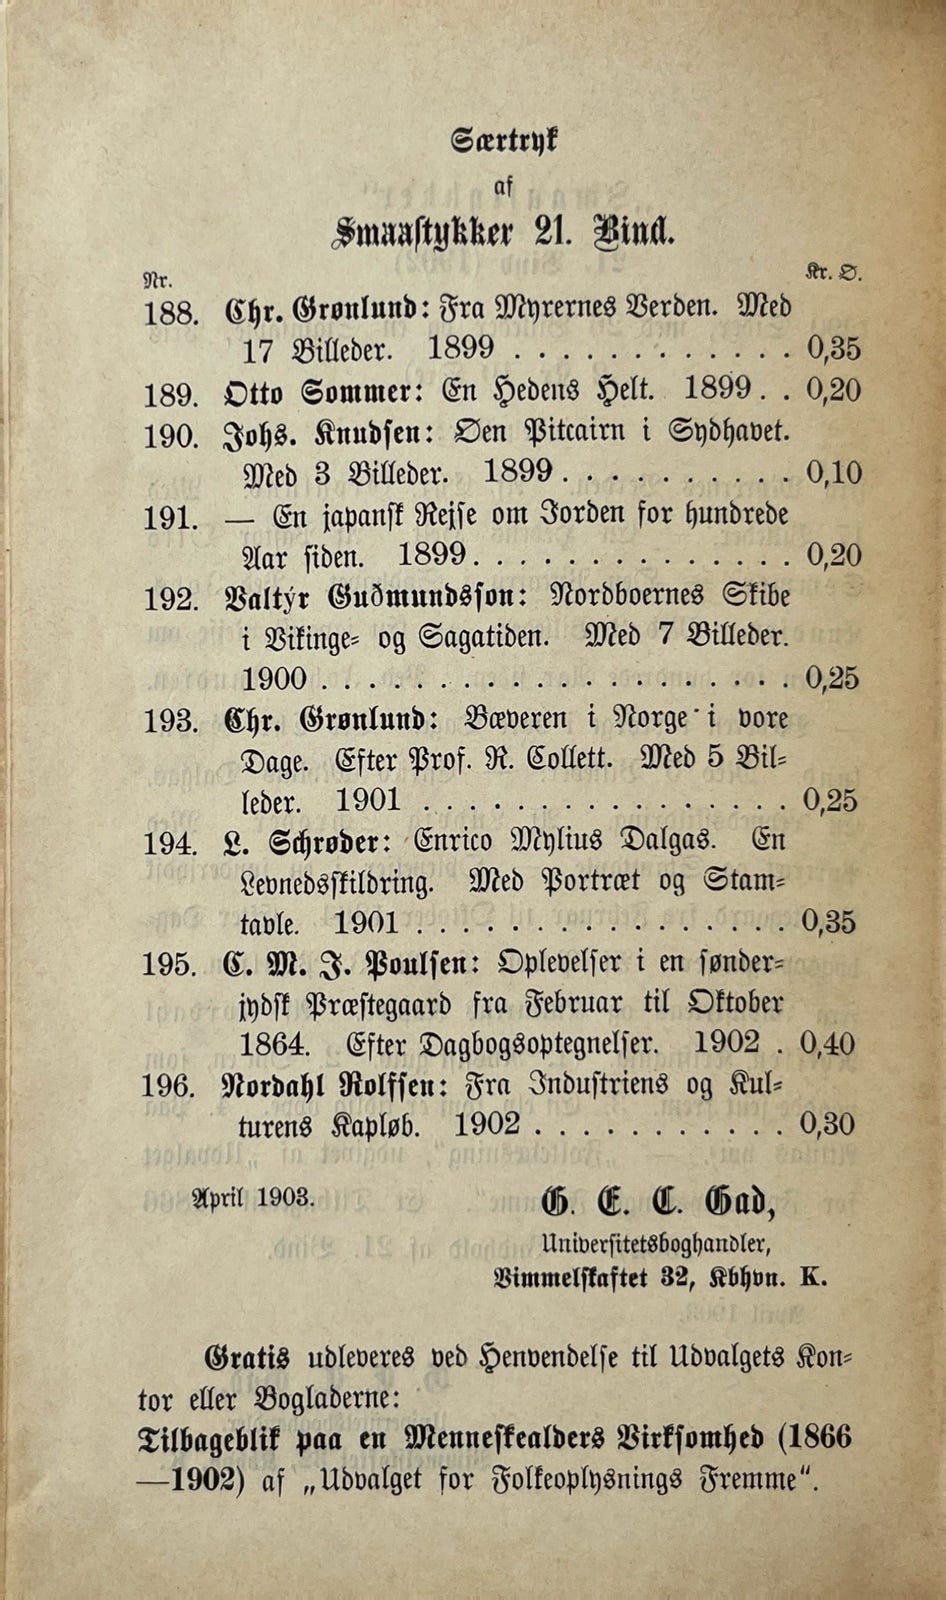 Særtryk
af
Smaastykker 21. Bind.
Nr.
Kr. Ø.
188. Chr. Grønlund: Fra Myrernes Verden. Med
17 Billeder. 1899 . . . . . . . . . . . . 0,35
189. Otto Sommer: En Hedens Helt. 1899 . . 0,20
190. Johs. Knudsen: Øen Pitcairn i Sydhavet.
Med 3 Billeder. 1899 . . . . . . . . . . 0,10
191. — En japansk Rejse om Jorden for hundrede
Aar siden. 1899 . . . . . . . . . . . . . . 0,20
192. Valtýr Guðmundsson: Nordboernes Skibe
i Vikinge- og Sagatiden. Med 7 Billeder.
1900 . . . . . . . . . . . . . . . . . . . . 0,25
193. Chr. Grønlund: Bæveren i Norge i vore
Dage. Efter Prof. R. Collett. Med 5 Bil-
leder. 1901 . . . . . . . . . . . . . . . . 0,25
194. L. Schrøder: Enrico Mylius Dalgas. En
Levnedsskildring. Med Portræt og Stam-
tavle. 1901 . . . . . . . . . . . . . . . . 0,35
195. C. M. J. Poulsen: Oplevelser i en sønder-
jydsk Præstegaard fra Februar til Oktober
1864. Efter Dagbogsoptegnelser. 1902 . 0,40
196. Nordahl Rolfsen: Fra Industriens og Kul-
turens Kapløb. 1902 . . . . . . . . . . . 0,30
April 1903.
G. E. C. Gad,
Universitetsboghandler,
Vimmelskaftet 32, Kbhvn. K.
Gratis udleveres ved Henvendelse til Udvalgets Kon-
tor eller Bogladerne:
Tilbageblik paa en Menneskealders Virksomhed (1866
—1902) af „Udvalget for Folkeoplysnings Fremme“.